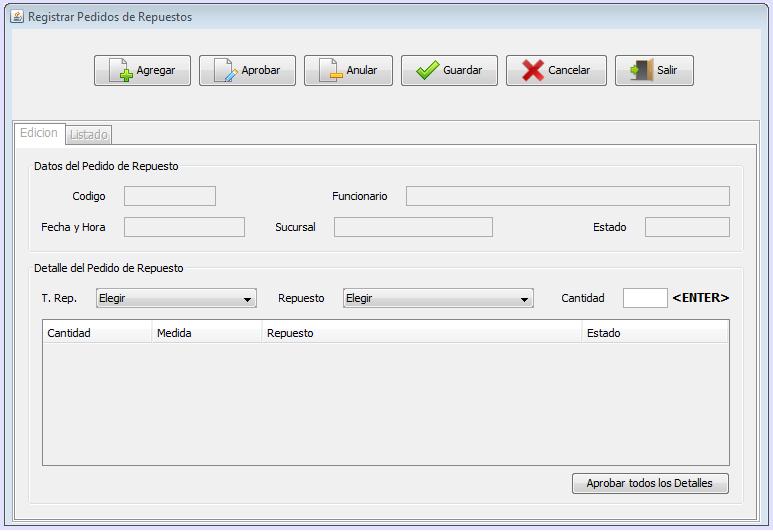 Registrar Pedidos de Repuestos
Agregar Aprobar Anular Guardar Cancelar Salir
Edicion Listado
Datos del Pedido de Repuesto
Codigo Funcionario
Fecha y Hora Sucursal Estado
Detalle del Pedido de Repuesto
T. Rep. Elegir Repuesto Elegir Cantidad <ENTER>
Cantidad Medida Repuesto Estado
Aprobar todos los Detalles